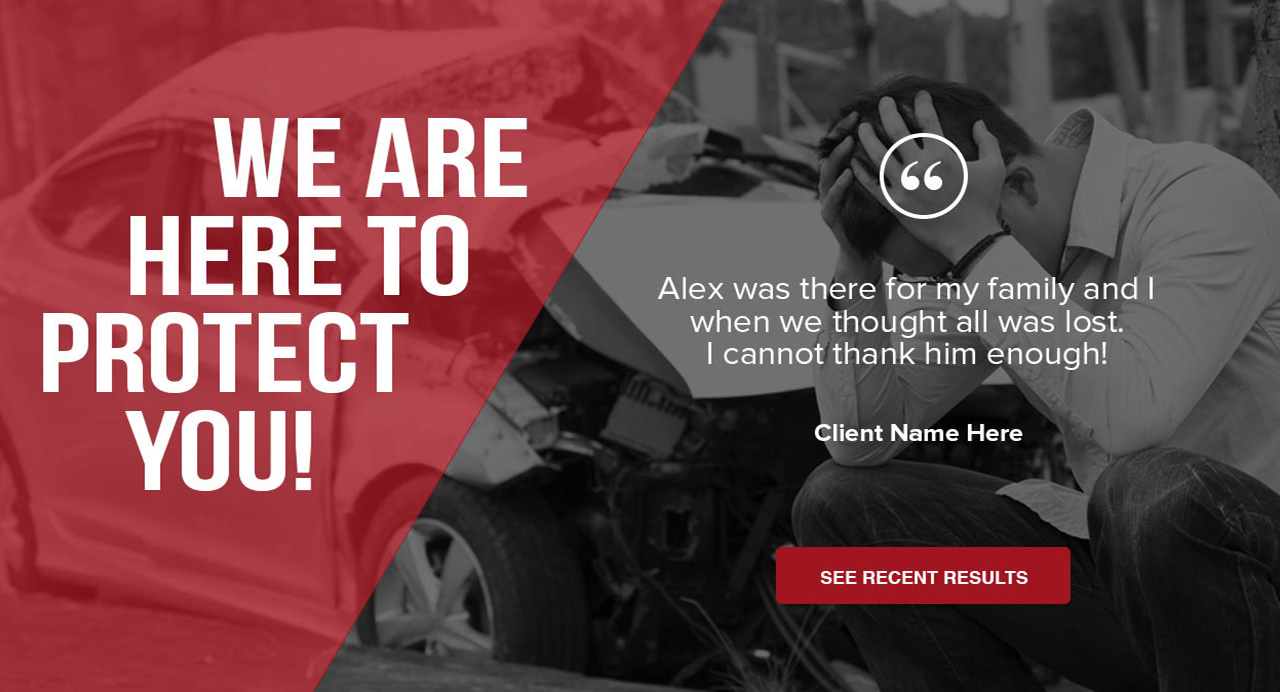 WE ARE
HERE TO
PROTECT
YOU!
“
Alex was there for my family and I
when we thought all was lost.
I cannot thank him enough!
Client Name Here
SEE RECENT RESULTS